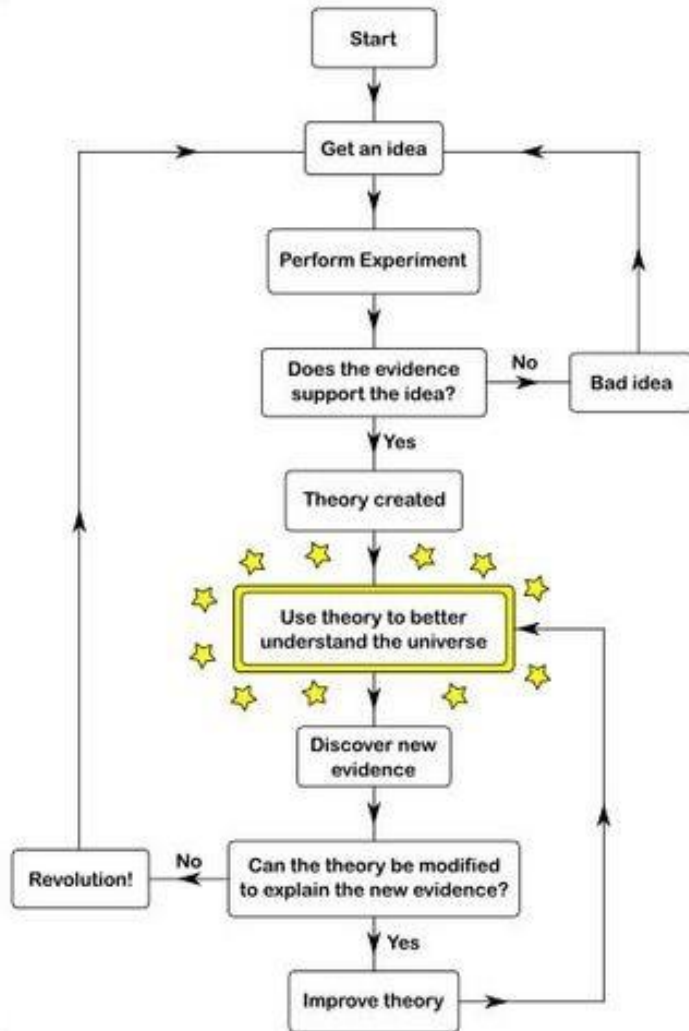 Start
Get an idea
Perform Experiment
Does the evidence
support the idea?
No
Bad idea
Yes
Theory created
Use theory to better
understand the universe
Discover new
evidence
Can the theory be modified
to explain the new evidence?
No
Revolution!
Yes
Improve theory